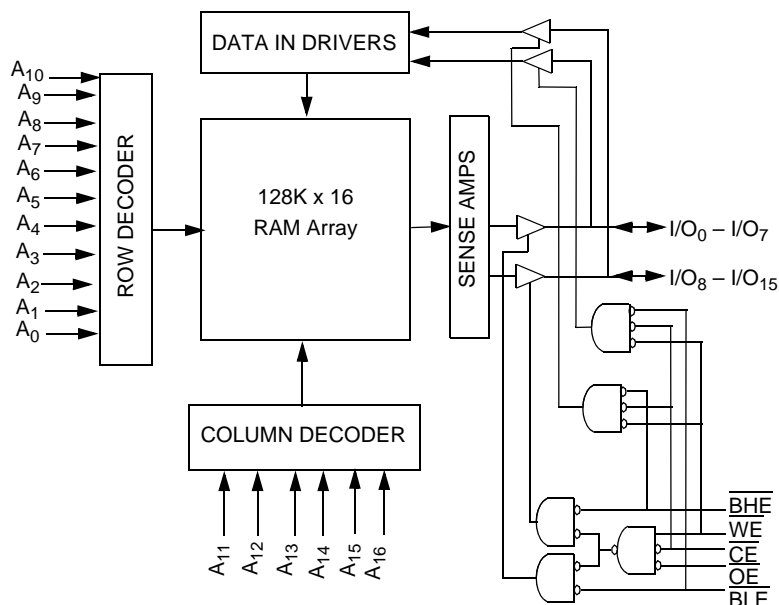 DATA IN DRIVERS
A10
A9
A8
A7
A6
A5
A4
A3
A2
A1
A0
ROW DECODER
128K x 16
RAM Array
SENSE AMPS
I/O0 – I/O7
I/O8 – I/O15
COLUMN DECODER
A11
A12
A13
A14
A15
A16
BHE
WE
CE
OE
BLE